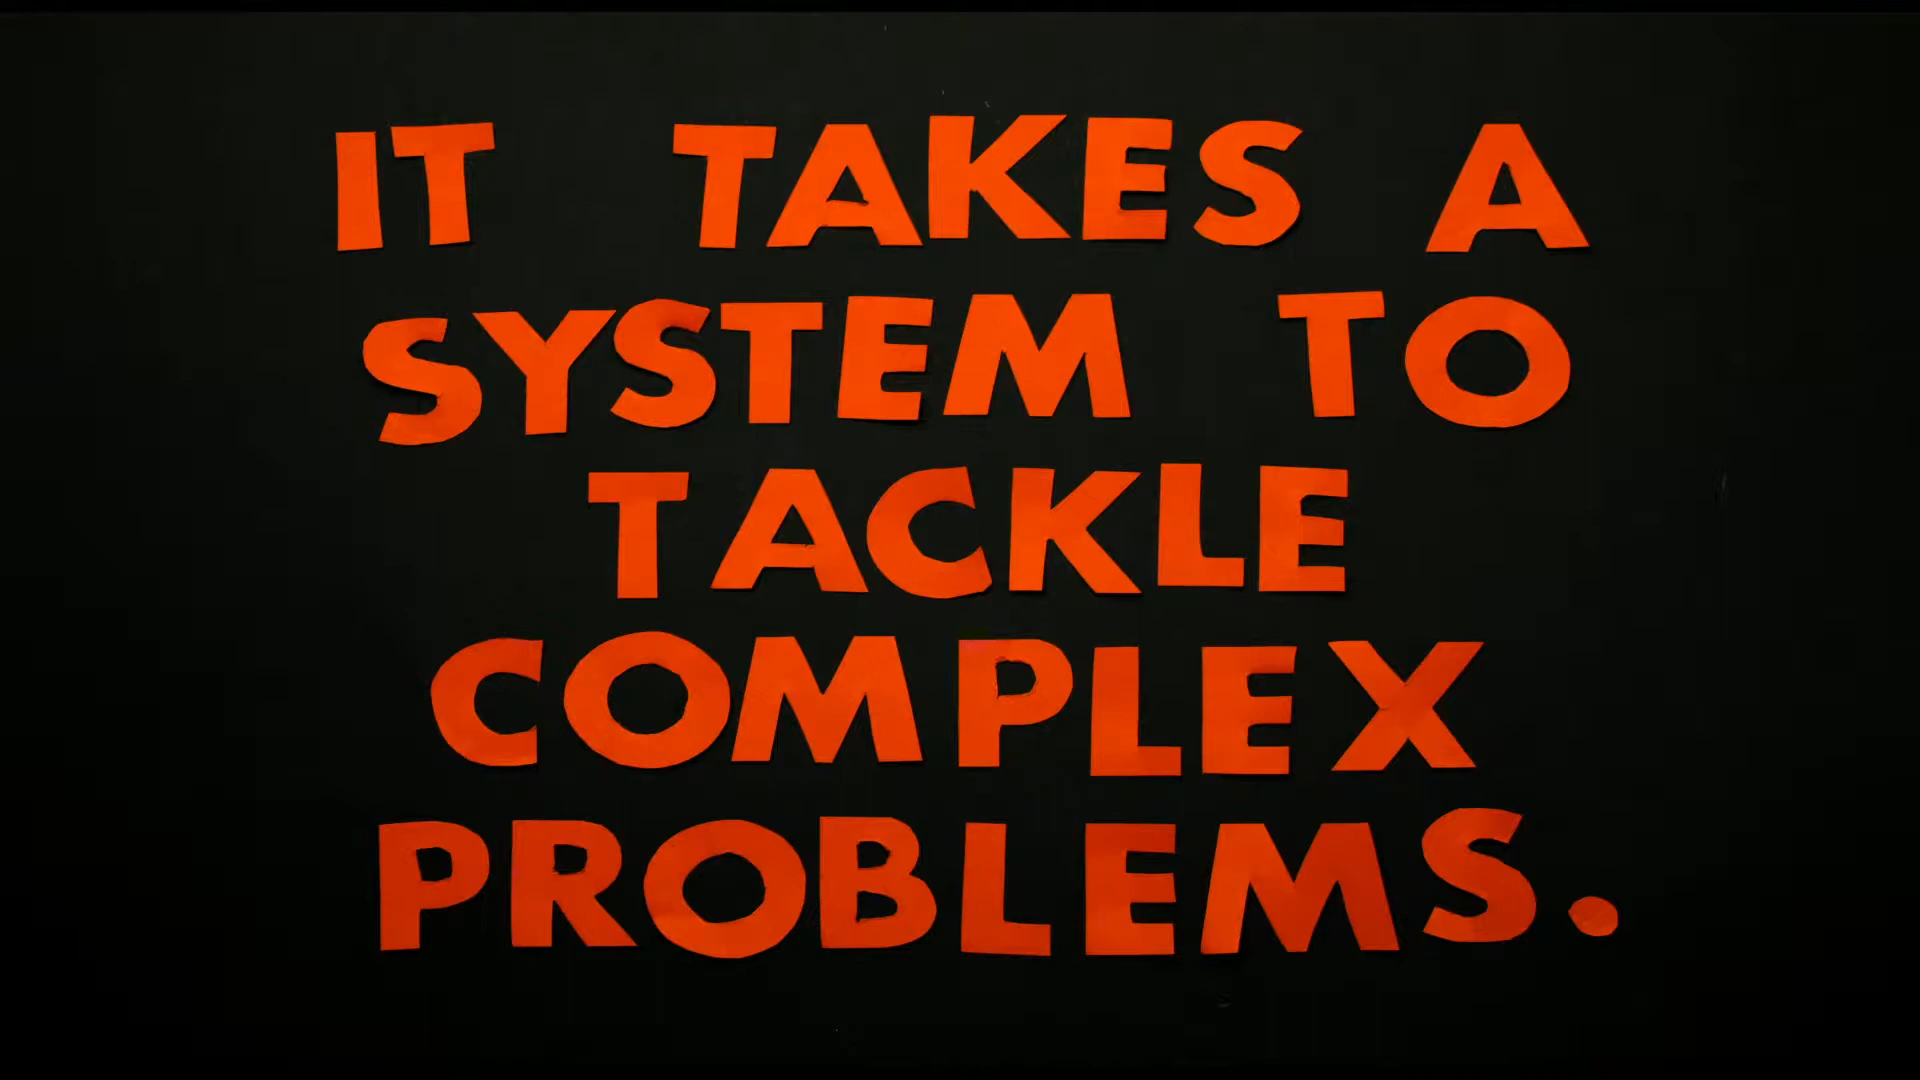 IT TAKES A
SYSTEM TO
TACKLE
COMPLEX
PROBLEMS.